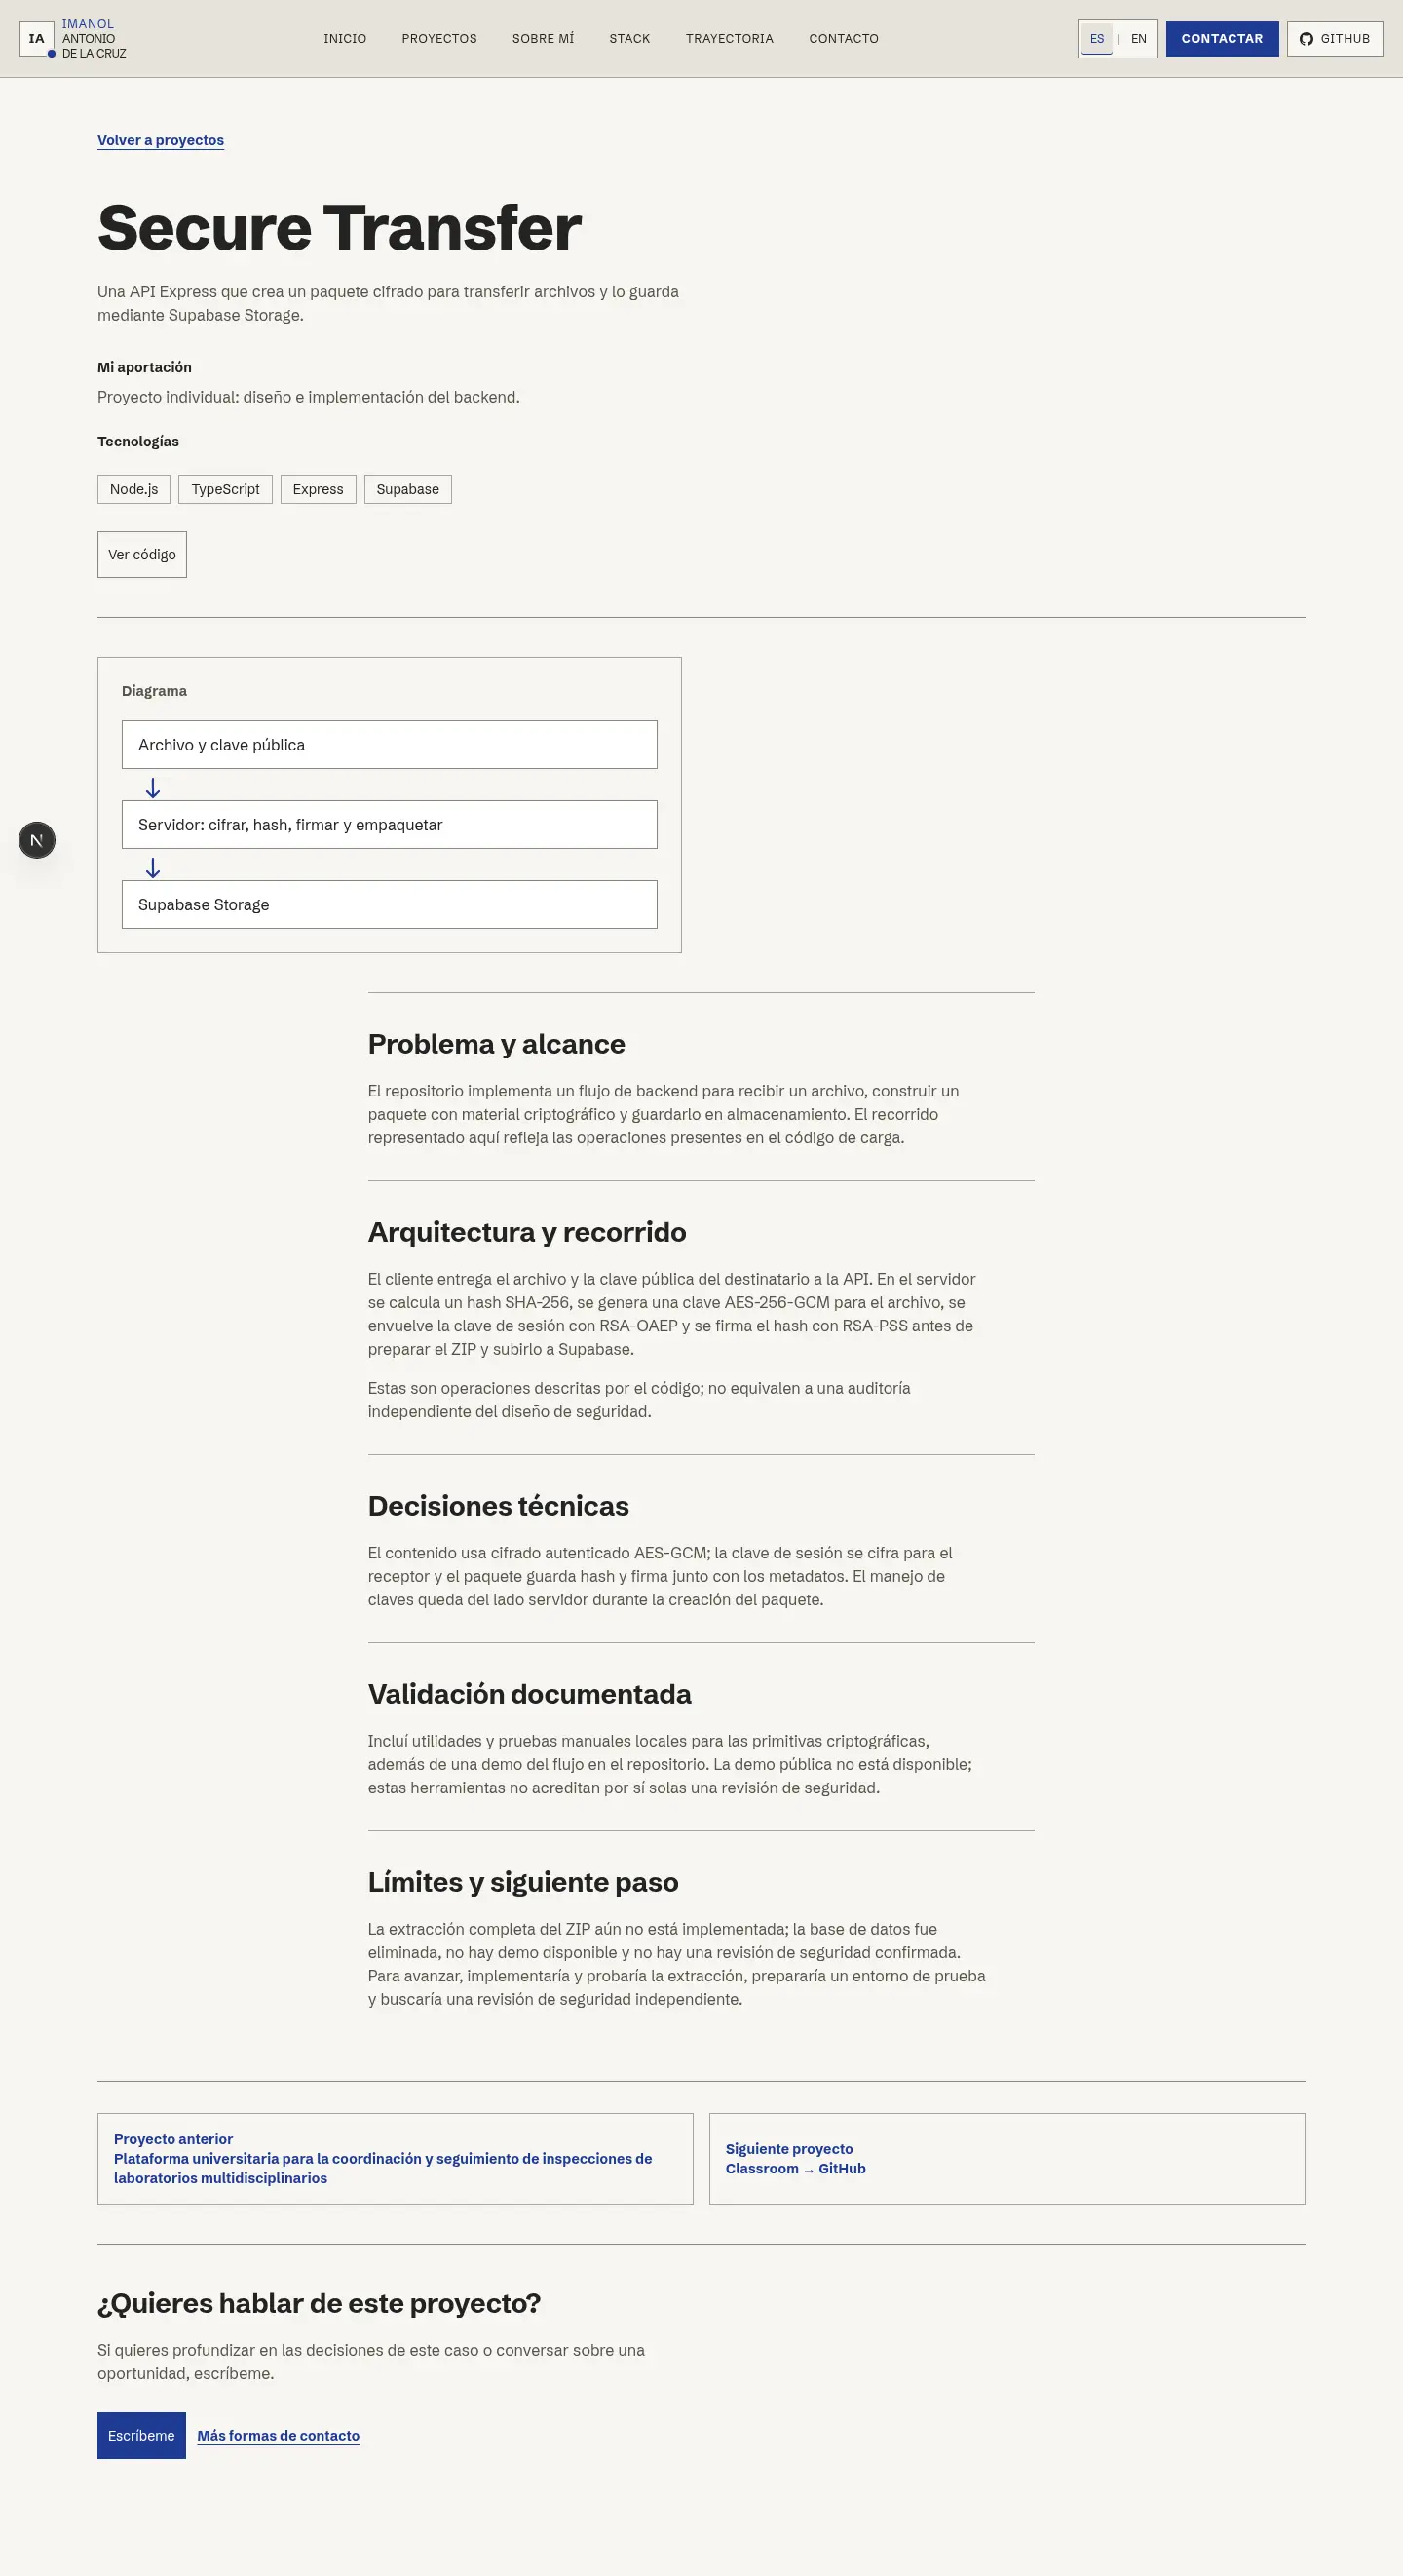 IA
IMANOL
ANTONIO
DE LA CRUZ
INICIO
PROYECTOS
SOBRE MÍ
STACK
TRAYECTORIA
CONTACTO
ES | EN
CONTACTAR
GITHUB
Volver a proyectos
Secure Transfer
Una API Express que crea un paquete cifrado para transferir archivos y lo guarda
mediante Supabase Storage.
Mi aportación
Proyecto individual: diseño e implementación del backend.
Tecnologías
Node.js
TypeScript
Express
Supabase
Ver código
Diagrama
Archivo y clave pública
↓
Servidor: cifrar, hash, firmar y empaquetar
↓
Supabase Storage
N
Problema y alcance
El repositorio implementa un flujo de backend para recibir un archivo, construir un
paquete con material criptográfico y guardarlo en almacenamiento. El recorrido
representado aquí refleja las operaciones presentes en el código de carga.
Arquitectura y recorrido
El cliente entrega el archivo y la clave pública del destinatario a la API. En el servidor
se calcula un hash SHA-256, se genera una clave AES-256-GCM para el archivo, se
envuelve la clave de sesión con RSA-OAEP y se firma el hash con RSA-PSS antes de
preparar el ZIP y subirlo a Supabase.
Estas son operaciones descritas por el código; no equivalen a una auditoría
independiente del diseño de seguridad.
Decisiones técnicas
El contenido usa cifrado autenticado AES-GCM; la clave de sesión se cifra para el
receptor y el paquete guarda hash y firma junto con los metadatos. El manejo de
claves queda del lado servidor durante la creación del paquete.
Validación documentada
Incluí utilidades y pruebas manuales locales para las primitivas criptográficas,
además de una demo del flujo en el repositorio. La demo pública no está disponible;
estas herramientas no acreditan por sí solas una revisión de seguridad.
Límites y siguiente paso
La extracción completa del ZIP aún no está implementada; la base de datos fue
eliminada, no hay demo disponible y no hay una revisión de seguridad confirmada.
Para avanzar, implementaría y probaría la extracción, prepararía un entorno de prueba
y buscaría una revisión de seguridad independiente.
Proyecto anterior
Plataforma universitaria para la coordinación y seguimiento de inspecciones de
laboratorios multidisciplinarios
Siguiente proyecto
Classroom → GitHub
¿Quieres hablar de este proyecto?
Si quieres profundizar en las decisiones de este caso o conversar sobre una
oportunidad, escríbeme.
Escríbeme
Más formas de contacto